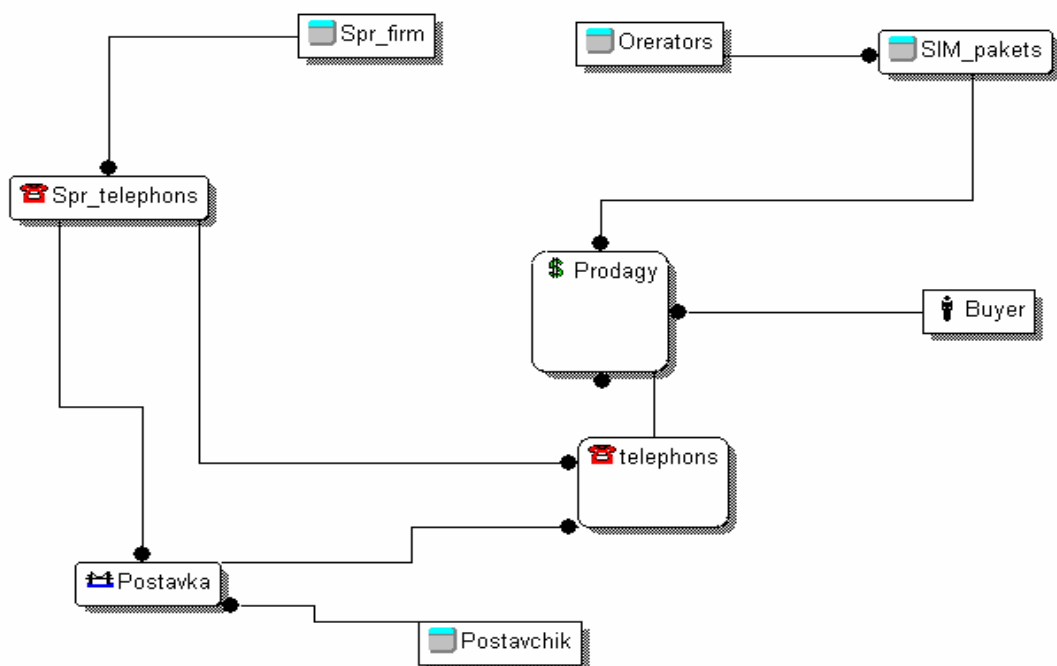 Spr_firm
Orerators
SIM_pakets
Spr_telephons
$ Prodagy
Buyer
telephons
Postavka
Postavchik